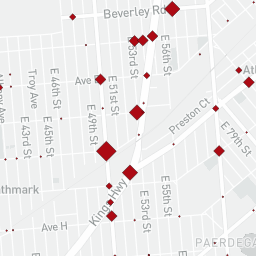 Beverley Rd
E 53rd St
E 56th St
Troy Ave
E 46th St
Ave D
E 51st St
E 43rd St
E 45th St
E 49th St
Preston Ct
E 79th St
Kings Hwy
E 55th St
E 53rd St
Ave H